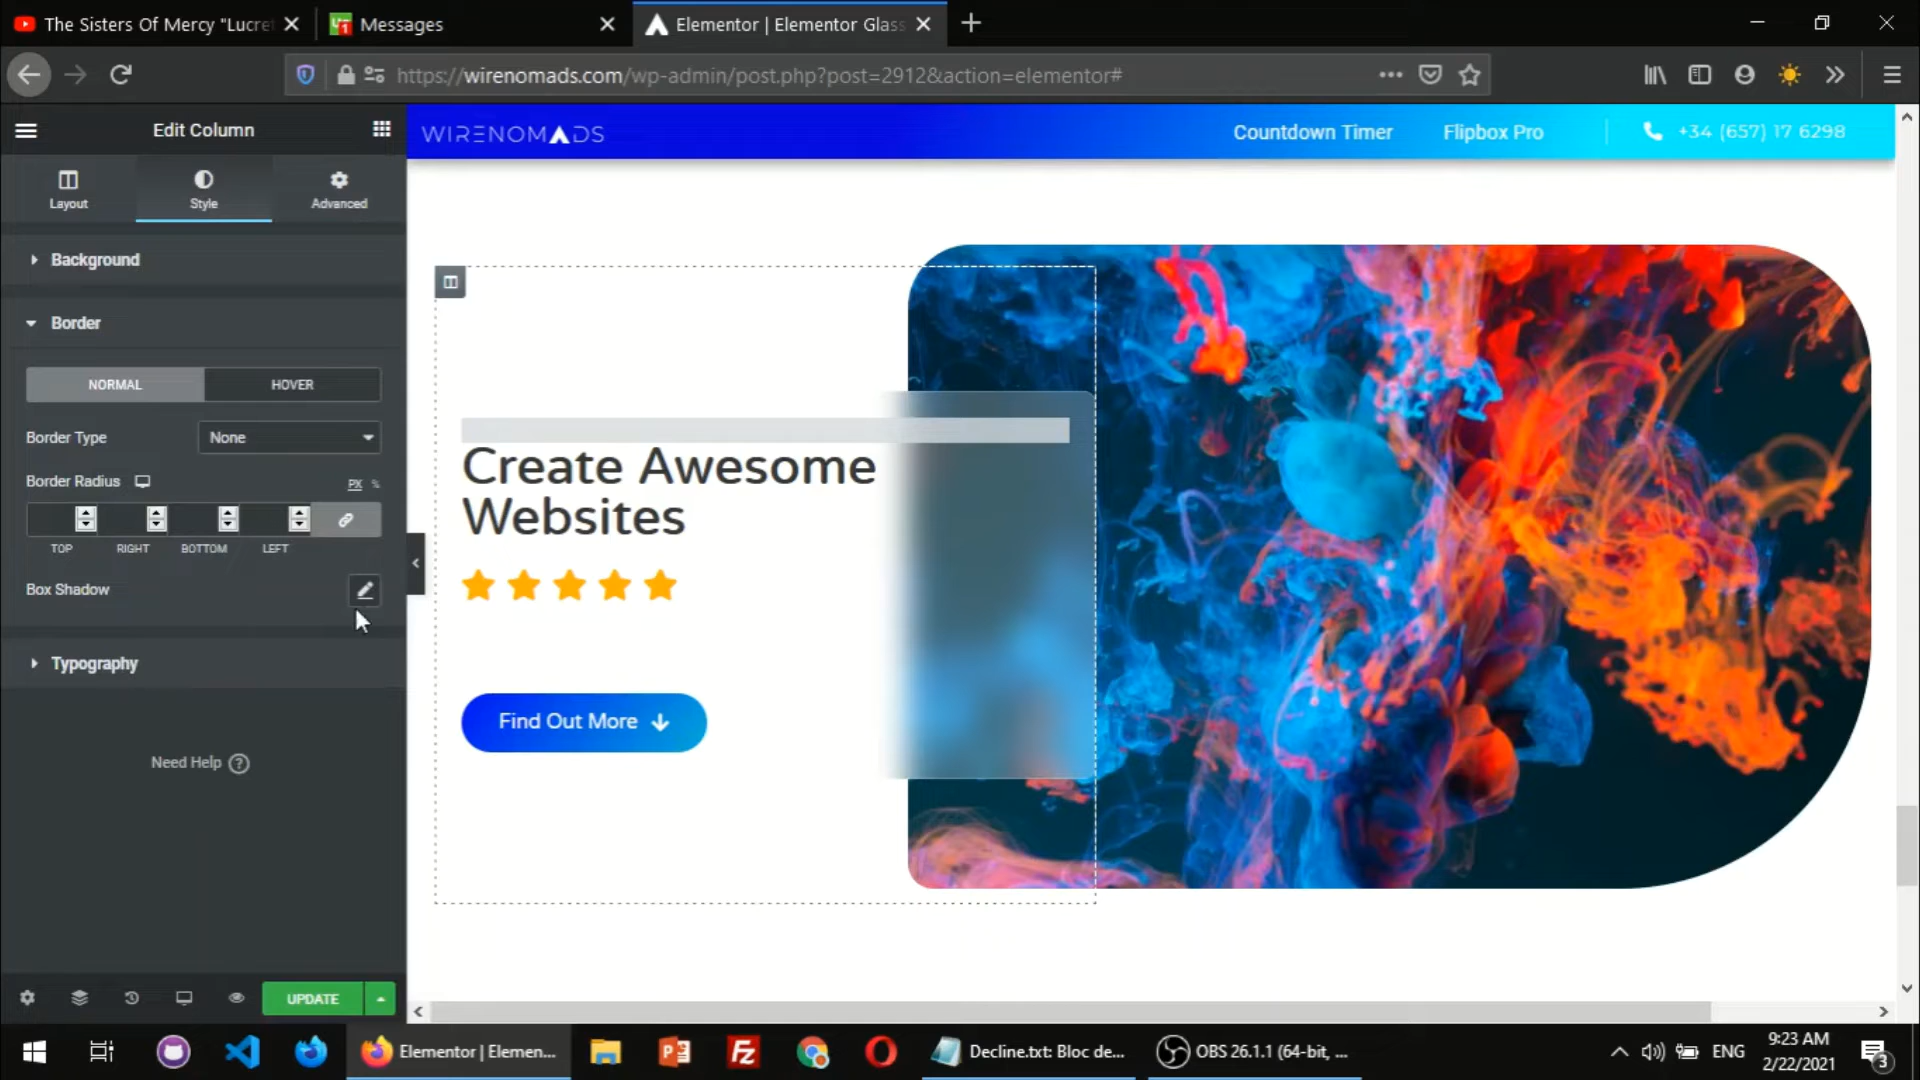 The Sisters Of Mercy "Lucre
Messages
Elementor | Elementor Glass
https://wirenomads.com/wp-admin/post.php?post=2912&action=elementor#
Edit Column
WIRENOMADS
Countdown Timer
Flipbox Pro
+34 (657) 17 6298
Layout
Style
Advanced
Background
Border
NORMAL
HOVER
Border Type
None
Border Radius
PX
%
TOP
RIGHT
BOTTOM
LEFT
Box Shadow
Typography
Need Help
Create Awesome
Websites
Find Out More
UPDATE
Elementor | Elemen...
Decline.txt: Bloc de...
OBS 26.1.1 (64-bit, ...
ENG
9:23 AM
2/22/2021
3